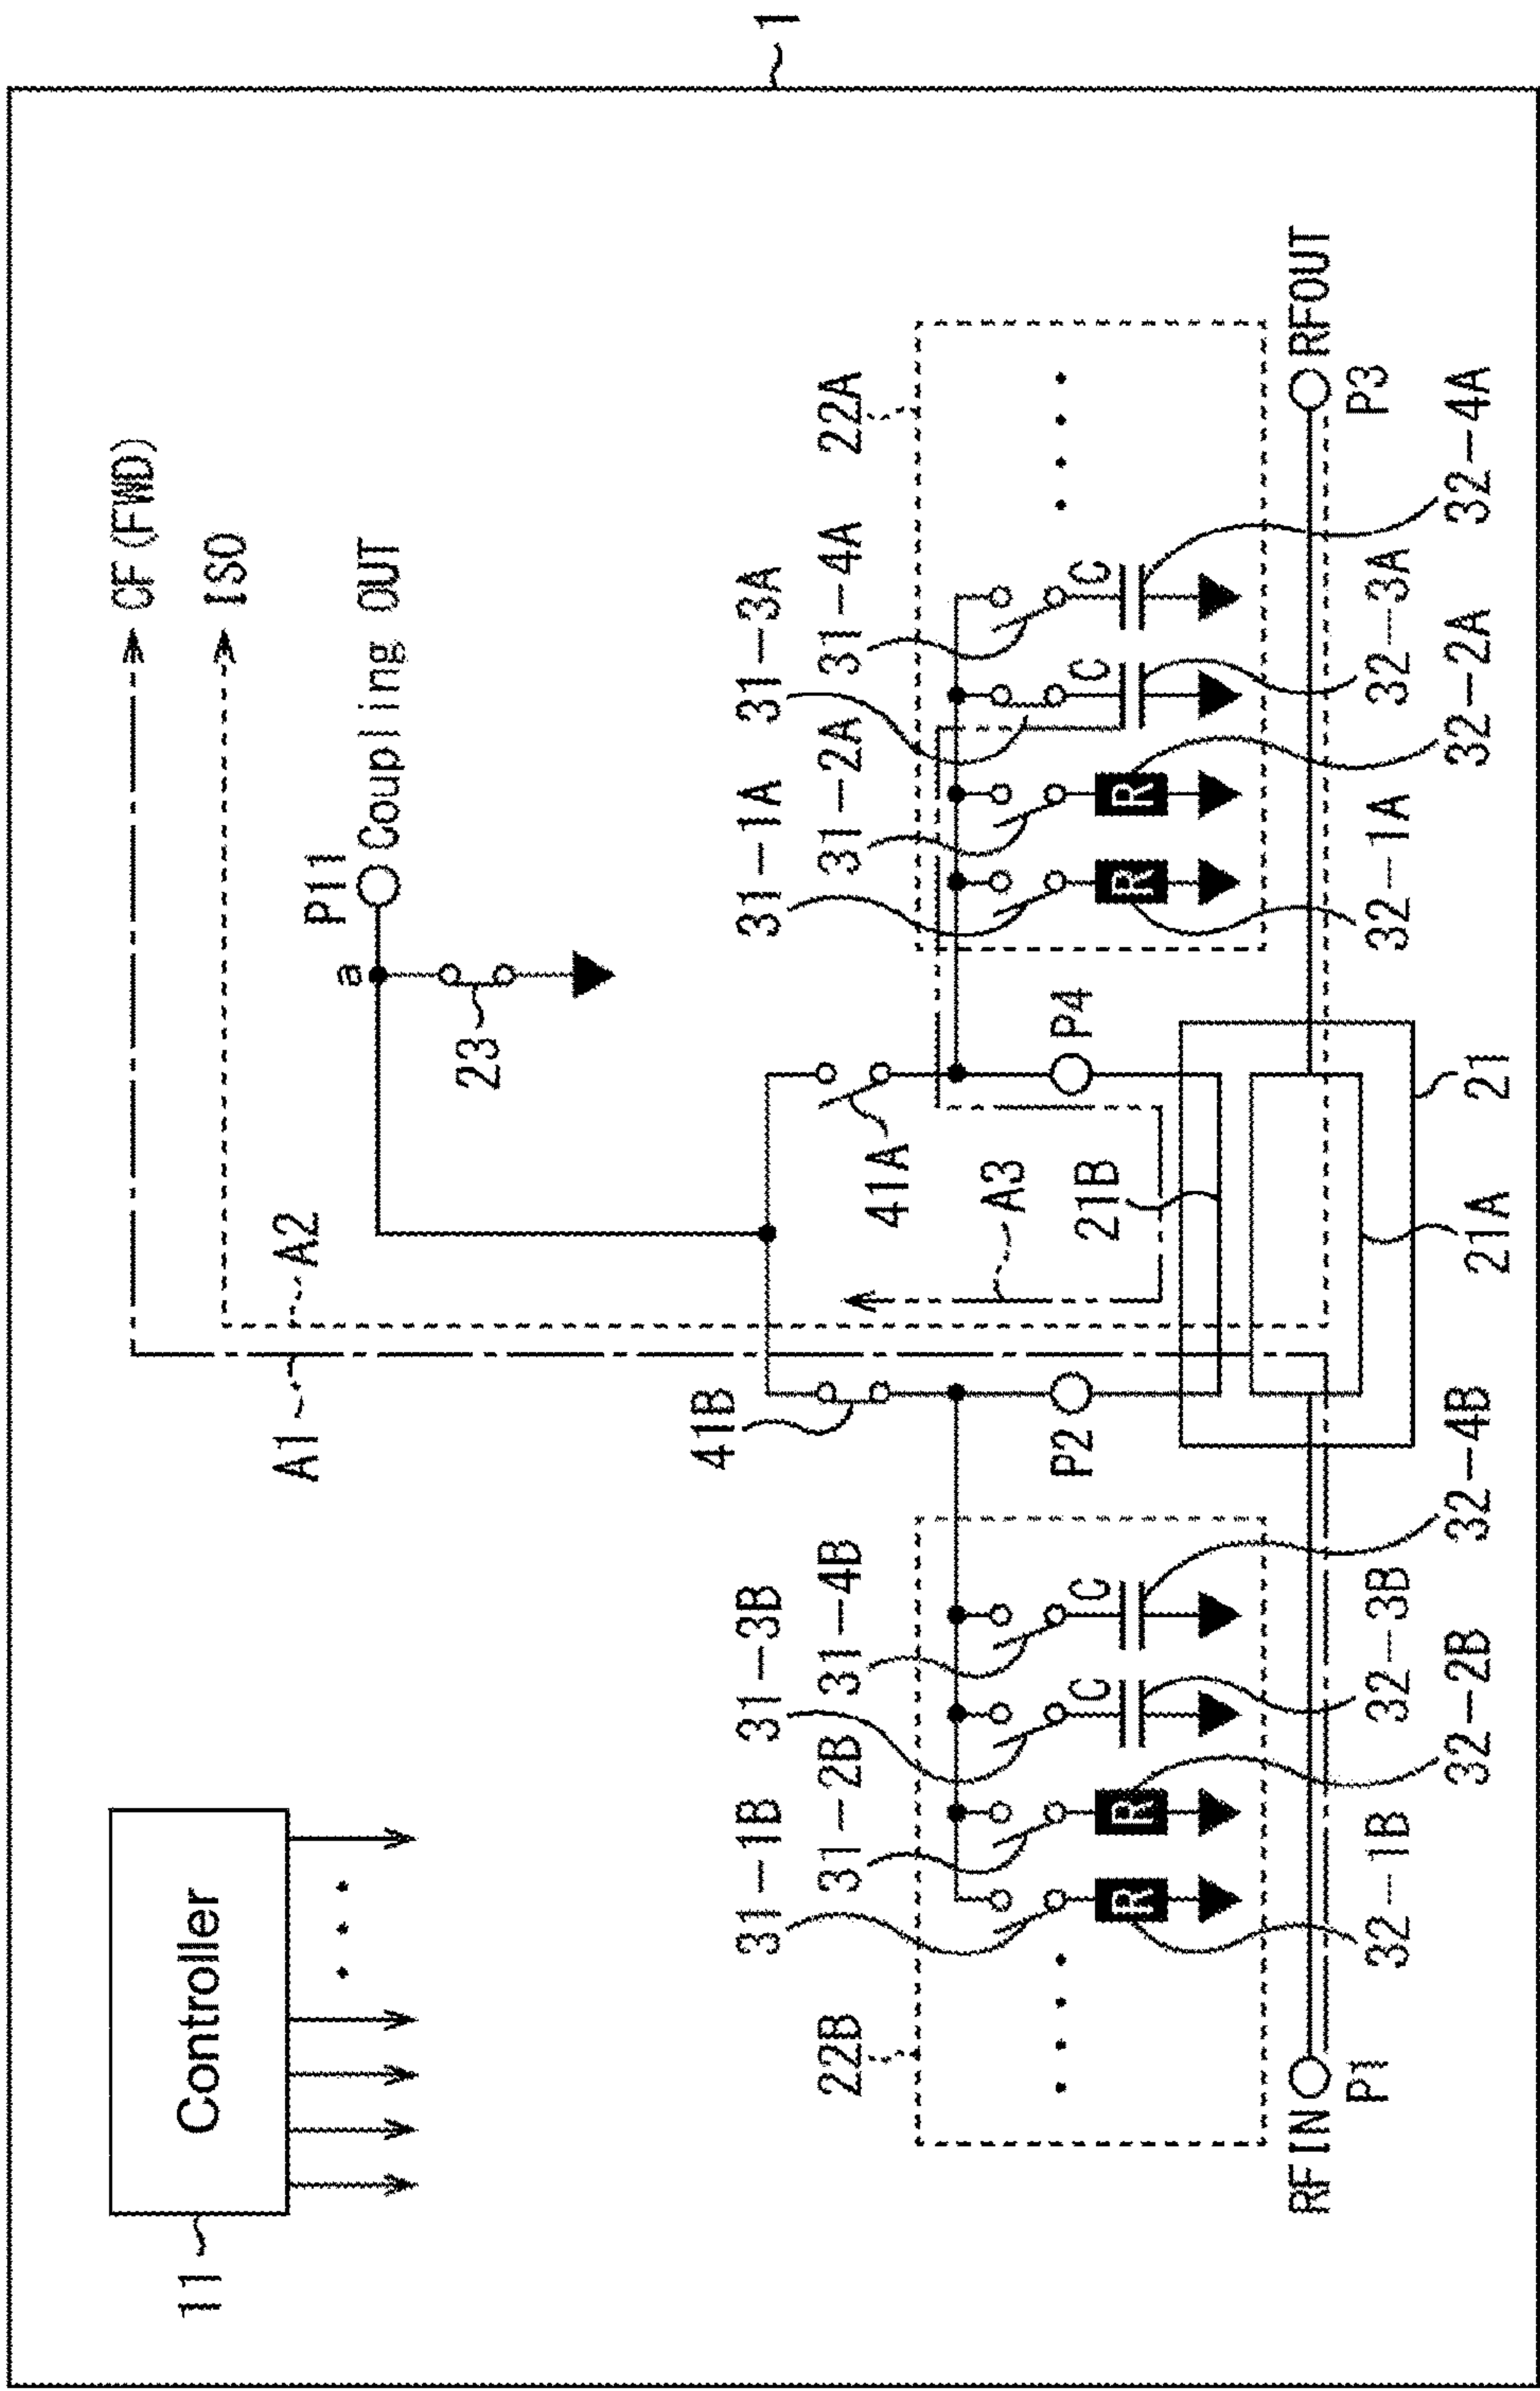 1
CF (FWD)
ISO
P11
Coupling OUT
a
23
A1
A2
Controller
11
41B
41A
A3
P2
P4
21B
22B
31-1B
31-2B
31-3B
31-4B
R
R
C
C
32-1B
32-2B
32-3B
32-4B
22A
31-1A
31-2A
31-3A
31-4A
R
R
C
C
32-1A
32-2A
32-3A
32-4A
RFIN
P1
RFOUT
P3
21A
21